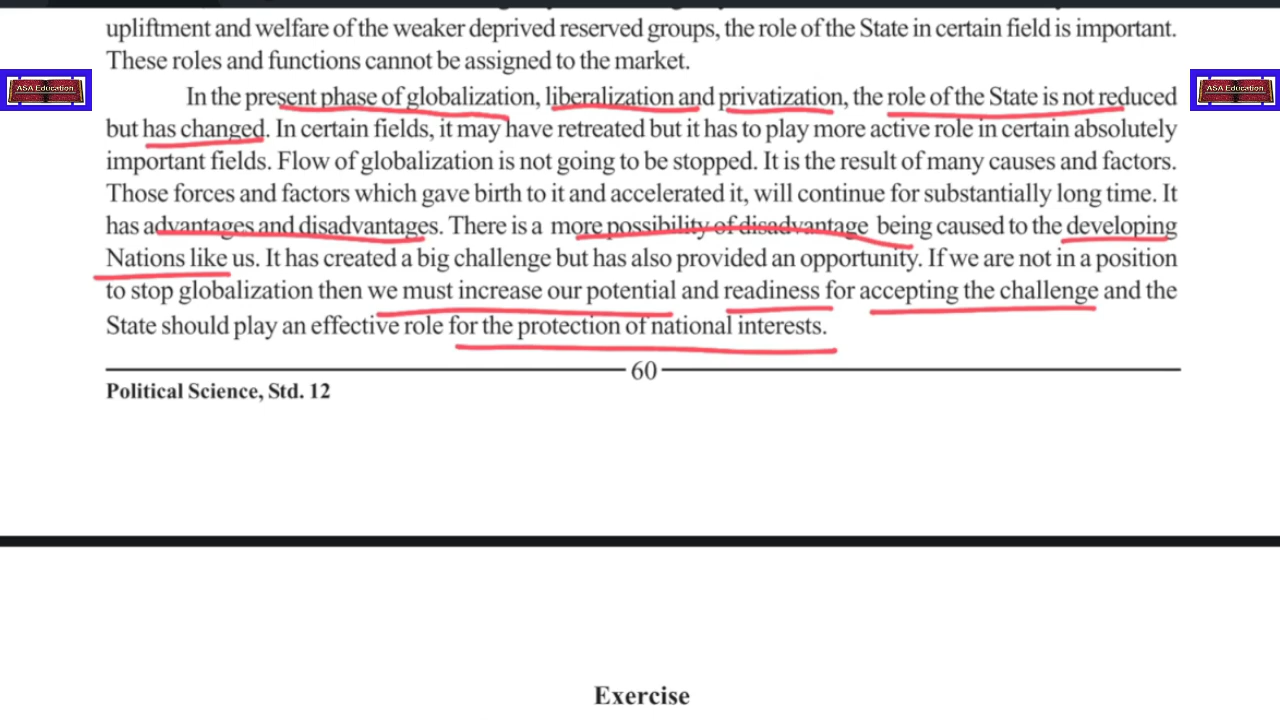 upliftment and welfare of the weaker deprived reserved groups, the role of the State in certain field is important.
These roles and functions cannot be assigned to the market.
ASA Education
ASA Education
In the present phase of globalization, liberalization and privatization, the role of the State is not reduced
but has changed. In certain fields, it may have retreated but it has to play more active role in certain absolutely
important fields. Flow of globalization is not going to be stopped. It is the result of many causes and factors.
Those forces and factors which gave birth to it and accelerated it, will continue for substantially long time. It
has advantages and disadvantages. There is a more possibility of disadvantage being caused to the developing
Nations like us. It has created a big challenge but has also provided an opportunity. If we are not in a position
to stop globalization then we must increase our potential and readiness for accepting the challenge and the
State should play an effective role for the protection of national interests.
60
Political Science, Std. 12
Exercise